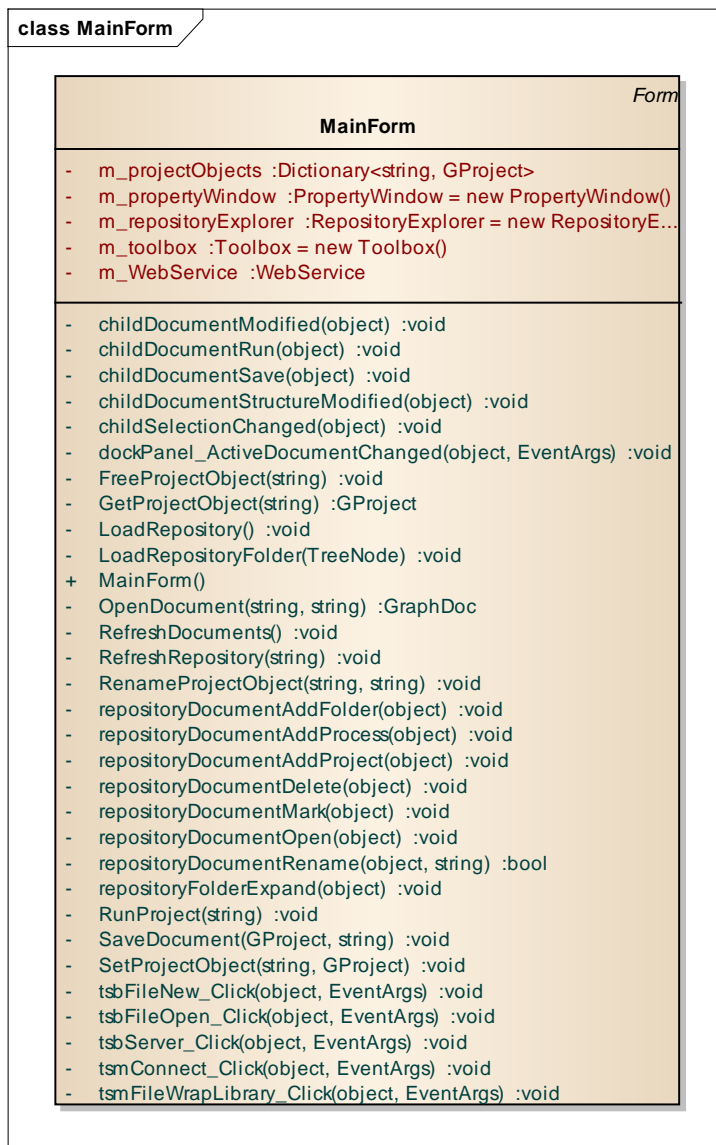 class MainForm
Form
MainForm
- m_projectObjects :Dictionary<string, GProject>
- m_propertyWindow :PropertyWindow = new PropertyWindow()
- m_repositoryExplorer :RepositoryExplorer = new RepositoryE...
- m_toolbox :Toolbox = new Toolbox()
- m_WebService :WebService
- childDocumentModified(object) :void
- childDocumentRun(object) :void
- childDocumentSave(object) :void
- childDocumentStructureModified(object) :void
- childSelectionChanged(object) :void
- dockPanel_ActiveDocumentChanged(object, EventArgs) :void
- FreeProjectObject(string) :void
- GetProjectObject(string) :GProject
- LoadRepository() :void
- LoadRepositoryFolder(TreeNode) :void
+ MainForm()
- OpenDocument(string, string) :GraphDoc
- RefreshDocuments() :void
- RefreshRepository(string) :void
- RenameProjectObject(string, string) :void
- repositoryDocumentAddFolder(object) :void
- repositoryDocumentAddProcess(object) :void
- repositoryDocumentAddProject(object) :void
- repositoryDocumentDelete(object) :void
- repositoryDocumentMark(object) :void
- repositoryDocumentOpen(object) :void
- repositoryDocumentRename(object, string) :bool
- repositoryFolderExpand(object) :void
- RunProject(string) :void
- SaveDocument(GProject, string) :void
- SetProjectObject(string, GProject) :void
- tsbFileNew_Click(object, EventArgs) :void
- tsbFileOpen_Click(object, EventArgs) :void
- tsbServer_Click(object, EventArgs) :void
- tsmConnect_Click(object, EventArgs) :void
- tsmFileWrapLibrary_Click(object, EventArgs) :void